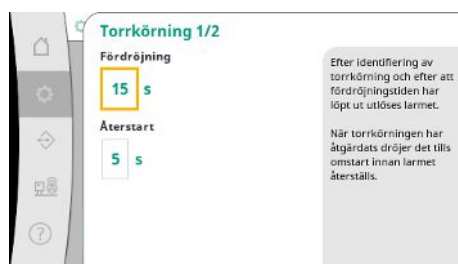 Torrkörning 1/2
Fördröjning
15 s
Återstart
5 s
Efter identifiering av
torrkörning och efter att
fördröjningstiden har
löpt ut utlöses larmet.
När torrkörningen har
åtgärdats dröjer det tills
omstart innan larmet
återställs.
?